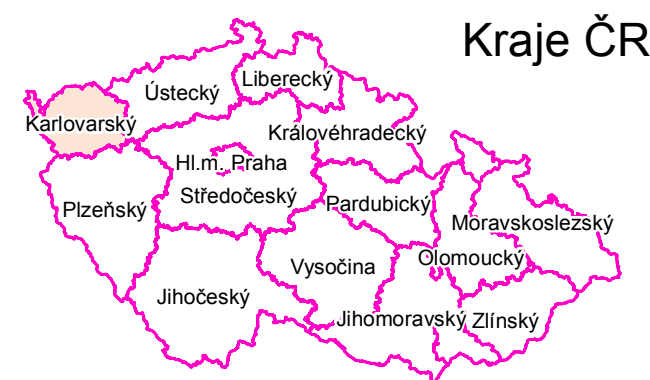 Kraje ČR
Liberecký
Ústecký
Karlovarský
Královéhradecký
Hl.m. Praha
Středočeský
Pardubický
Plzeňský
Moravskoslezský
Olomoucký
Vysočina
Jihočeský
Jihomoravský
Zlínský